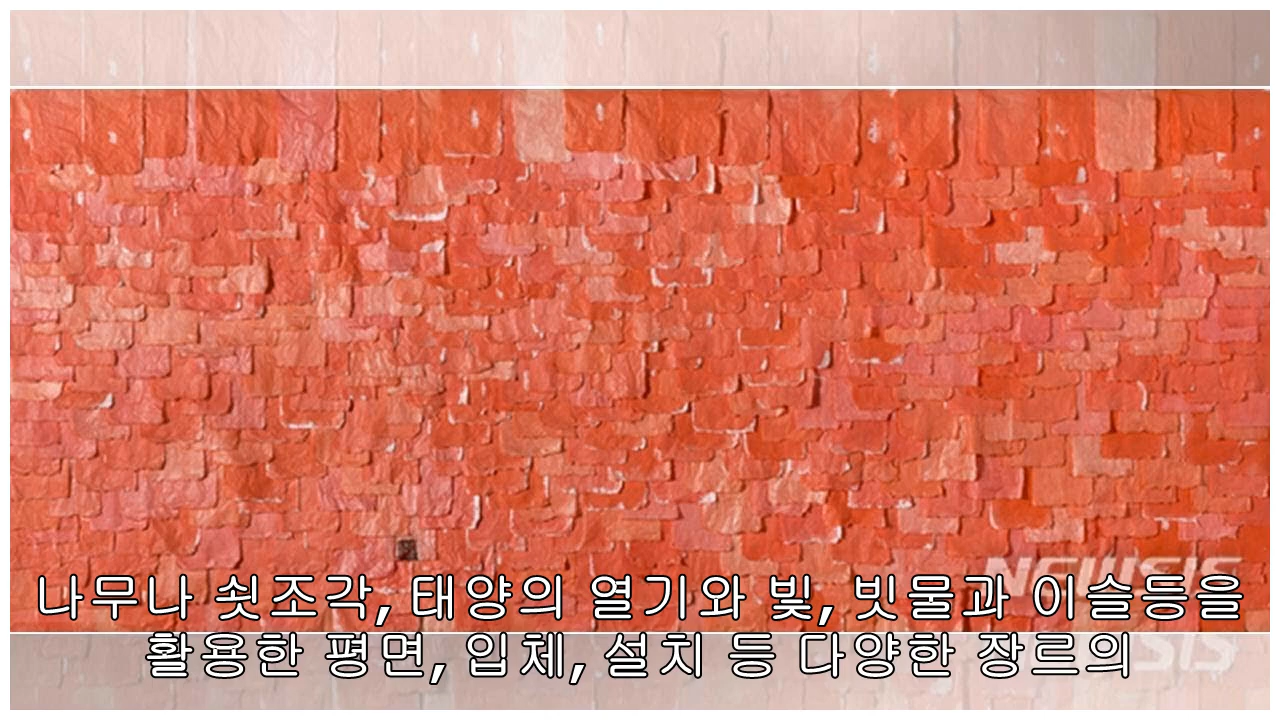 NEWSIS
나무나 쇳조각, 태양의 열기와 빛, 빗물과 이슬등을
활용한 평면, 입체, 설치 등 다양한 장르의